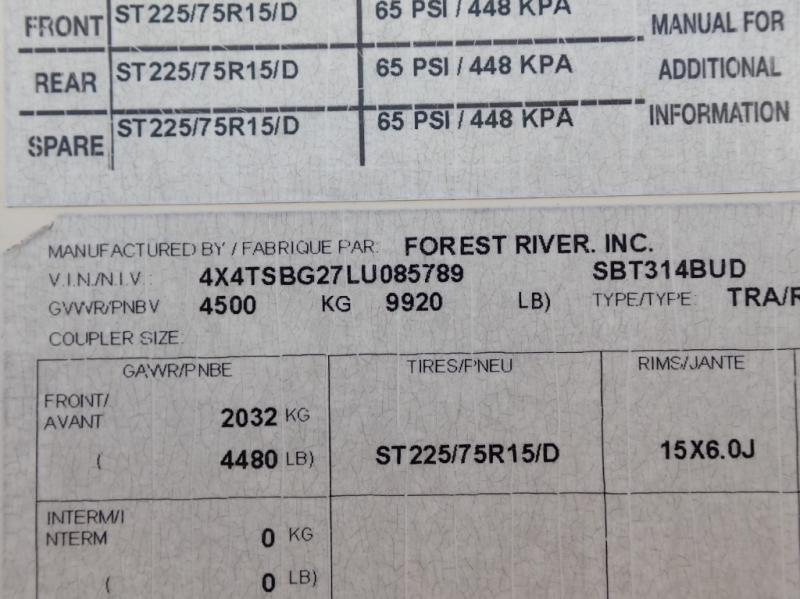 FRONT ST225/75R15/D 65 PSI / 448 KPA MANUAL FOR
REAR ST225/75R15/D 65 PSI / 448 KPA ADDITIONAL
SPARE ST225/75R15/D 65 PSI / 448 KPA INFORMATION
MANUFACTURED BY / FABRIQUE PAR: FOREST RIVER. INC.
V.I.N./N.I.V.: 4X4TSBG27LU085789 SBT314BUD
GVWR/PNBV 4500 KG 9920 LB) TYPE/TYPE: TRA/R
COUPLER SIZE:
GAWR/PNBE TIRES/PNEU RIMS/JANTE
FRONT/
AVANT 2032 KG
( 4480 LB) ST225/75R15/D 15X6.0J
INTERM/I
NTERM 0 KG
( 0 LB)